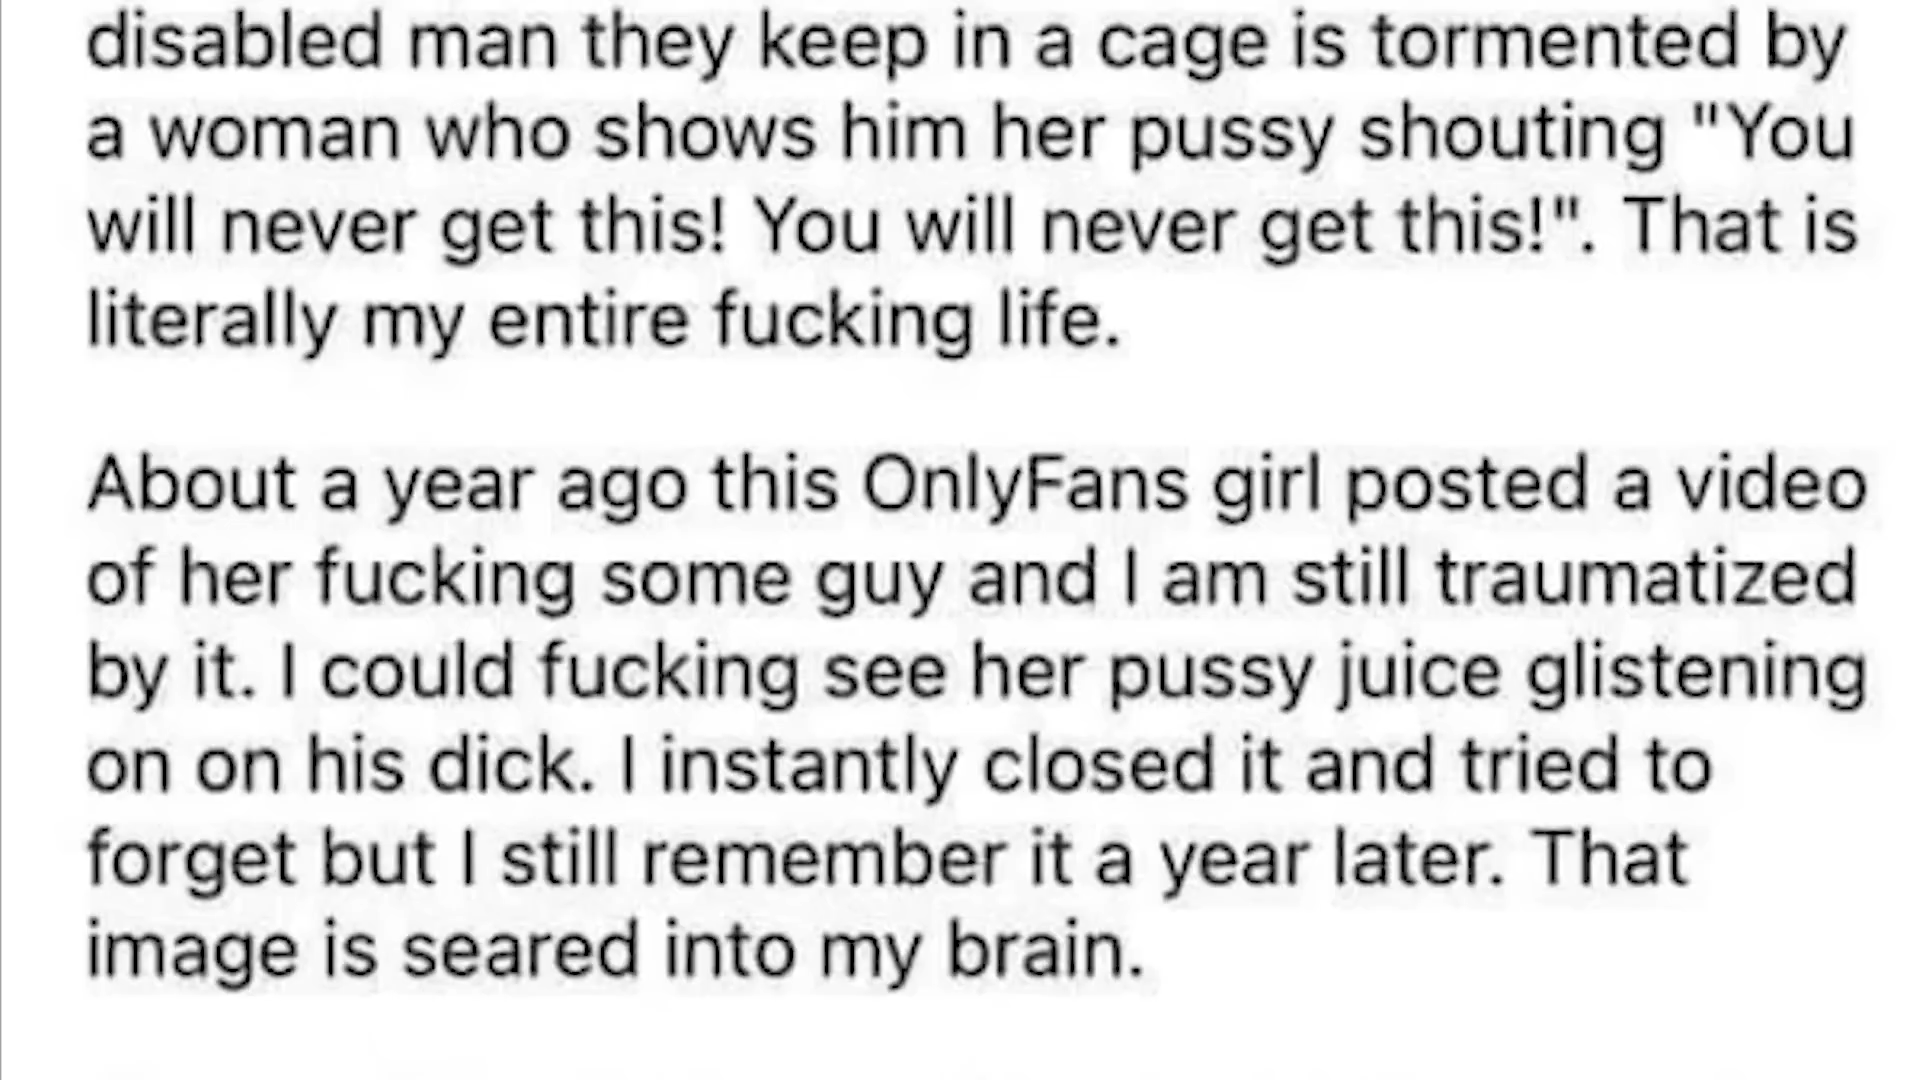 disabled man they keep in a cage is tormented by
a woman who shows him her pussy shouting "You
will never get this! You will never get this!". That is
literally my entire fucking life.
About a year ago this OnlyFans girl posted a video
of her fucking some guy and I am still traumatized
by it. I could fucking see her pussy juice glistening
on on his dick. I instantly closed it and tried to
forget but I still remember it a year later. That
image is seared into my brain.